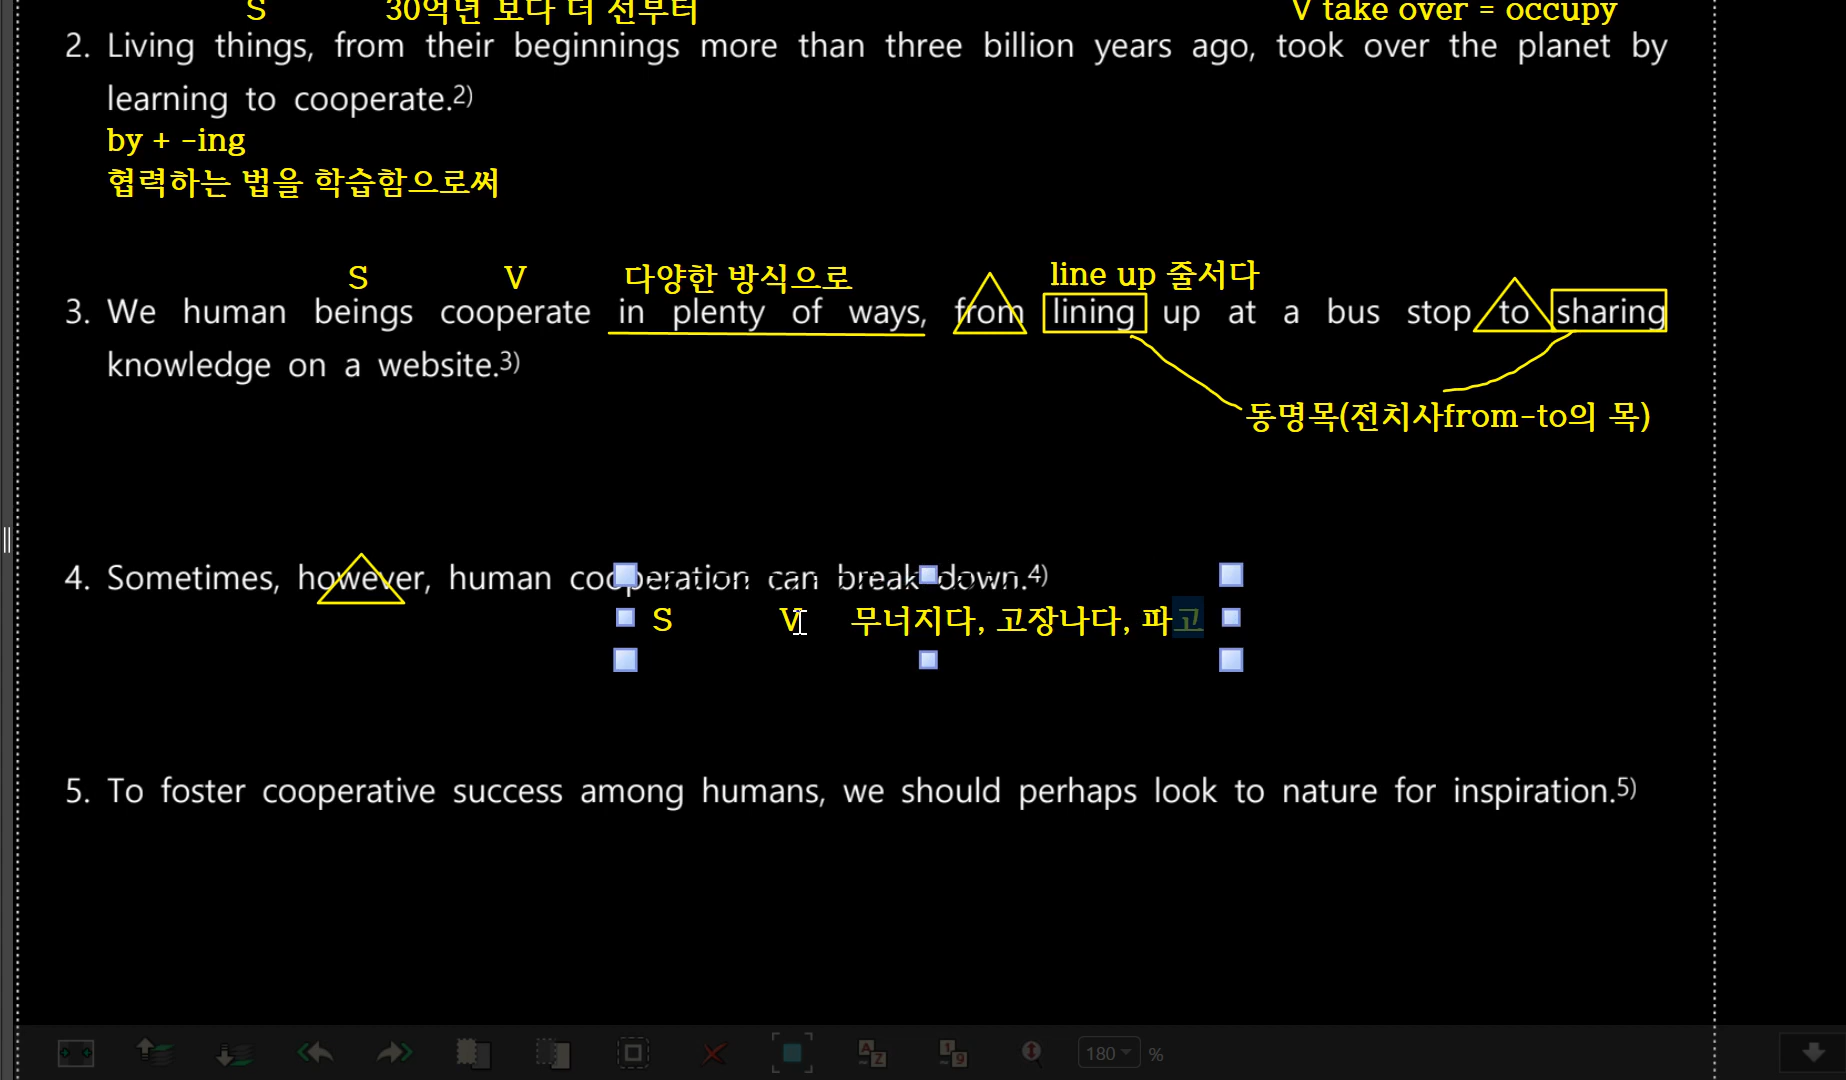 S 30억년 보다 더 전부터 V take over = occupy
2. Living things, from their beginnings more than three billion years ago, took over the planet by
learning to cooperate.2)
by + -ing
협력하는 법을 학습함으로써
S V 다양한 방식으로 line up 줄서다
3. We human beings cooperate in plenty of ways, from lining up at a bus stop to sharing
knowledge on a website.3)
동명목(전치사from-to의 목)
4. Sometimes, however, human cooperation can break down.4)
S V 무너지다, 고장나다, 파고
5. To foster cooperative success among humans, we should perhaps look to nature for inspiration.5)
180 %